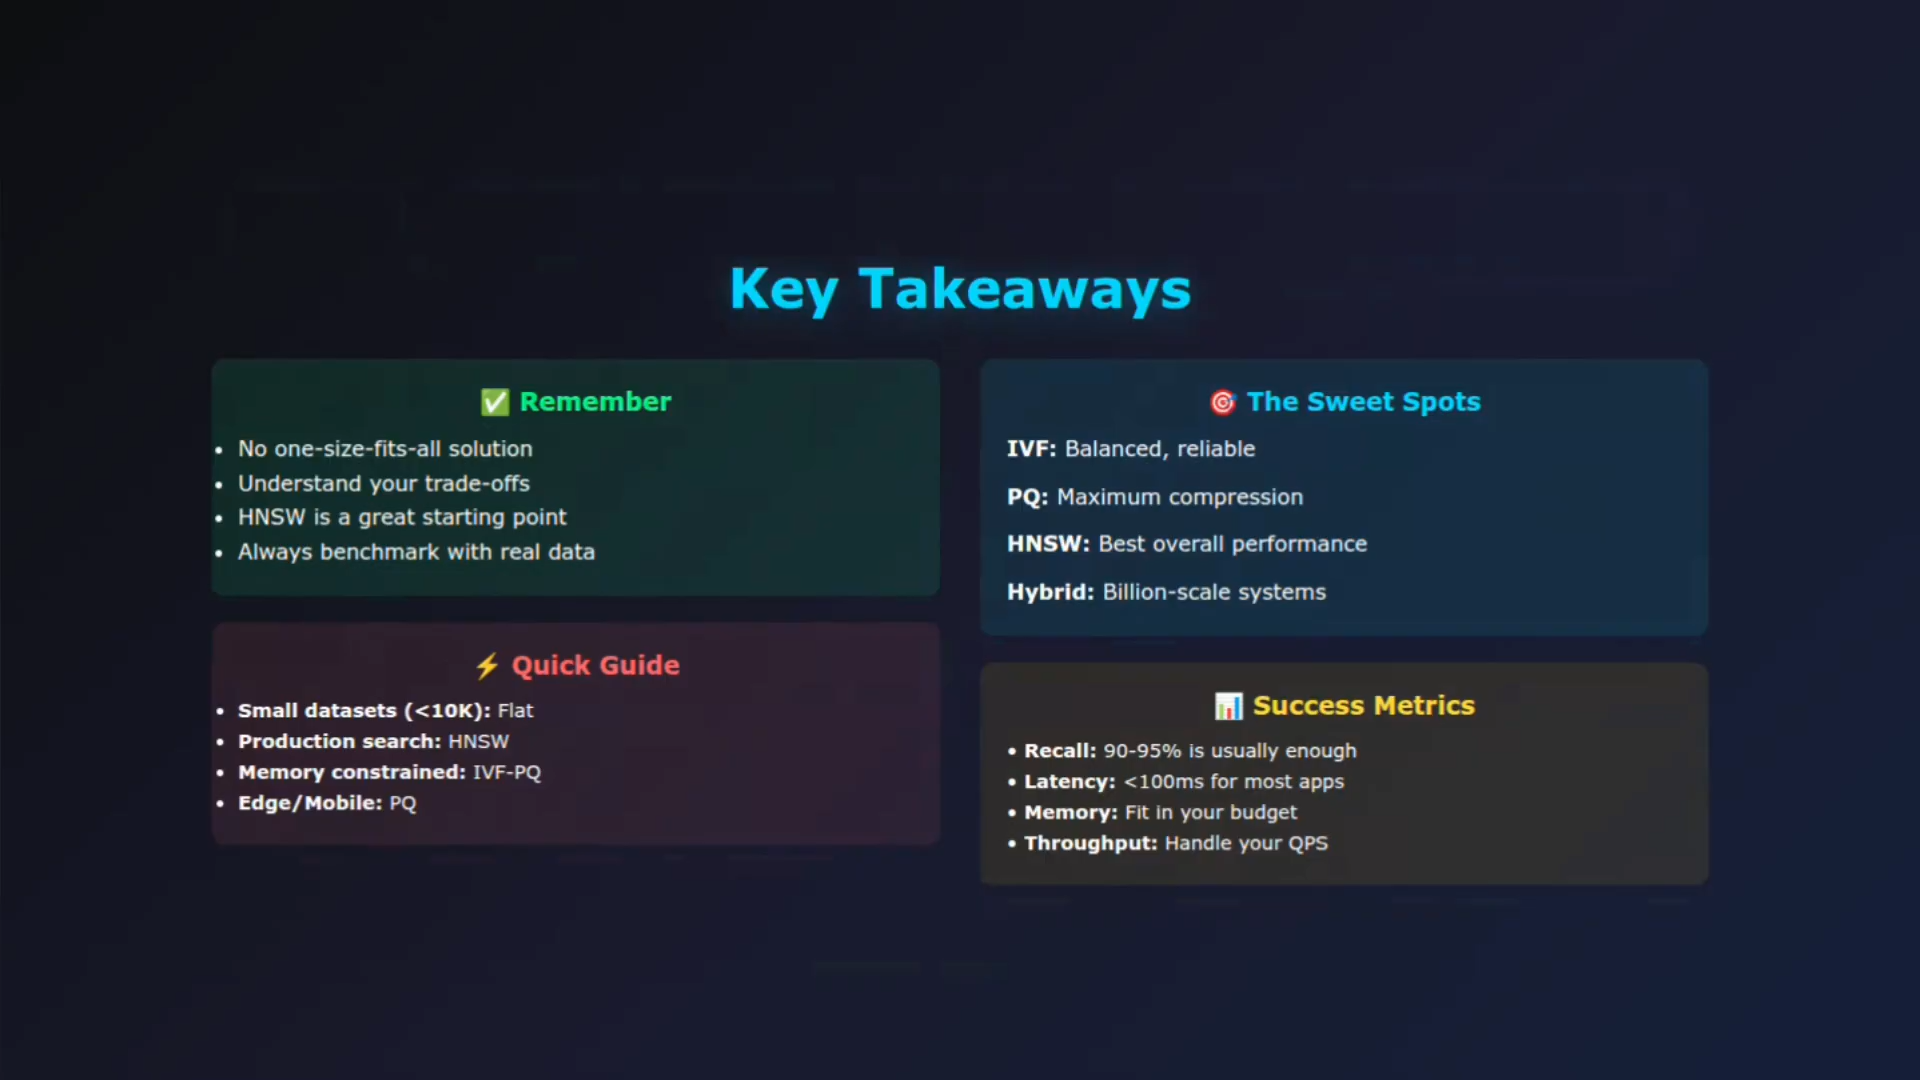 Key Takeaways
✅ Remember
• No one-size-fits-all solution
• Understand your trade-offs
• HNSW is a great starting point
• Always benchmark with real data
⚡ Quick Guide
• Small datasets (<10K): Flat
• Production search: HNSW
• Memory constrained: IVF-PQ
• Edge/Mobile: PQ
🎯 The Sweet Spots
IVF: Balanced, reliable
PQ: Maximum compression
HNSW: Best overall performance
Hybrid: Billion-scale systems
📊 Success Metrics
• Recall: 90-95% is usually enough
• Latency: <100ms for most apps
• Memory: Fit in your budget
• Throughput: Handle your QPS